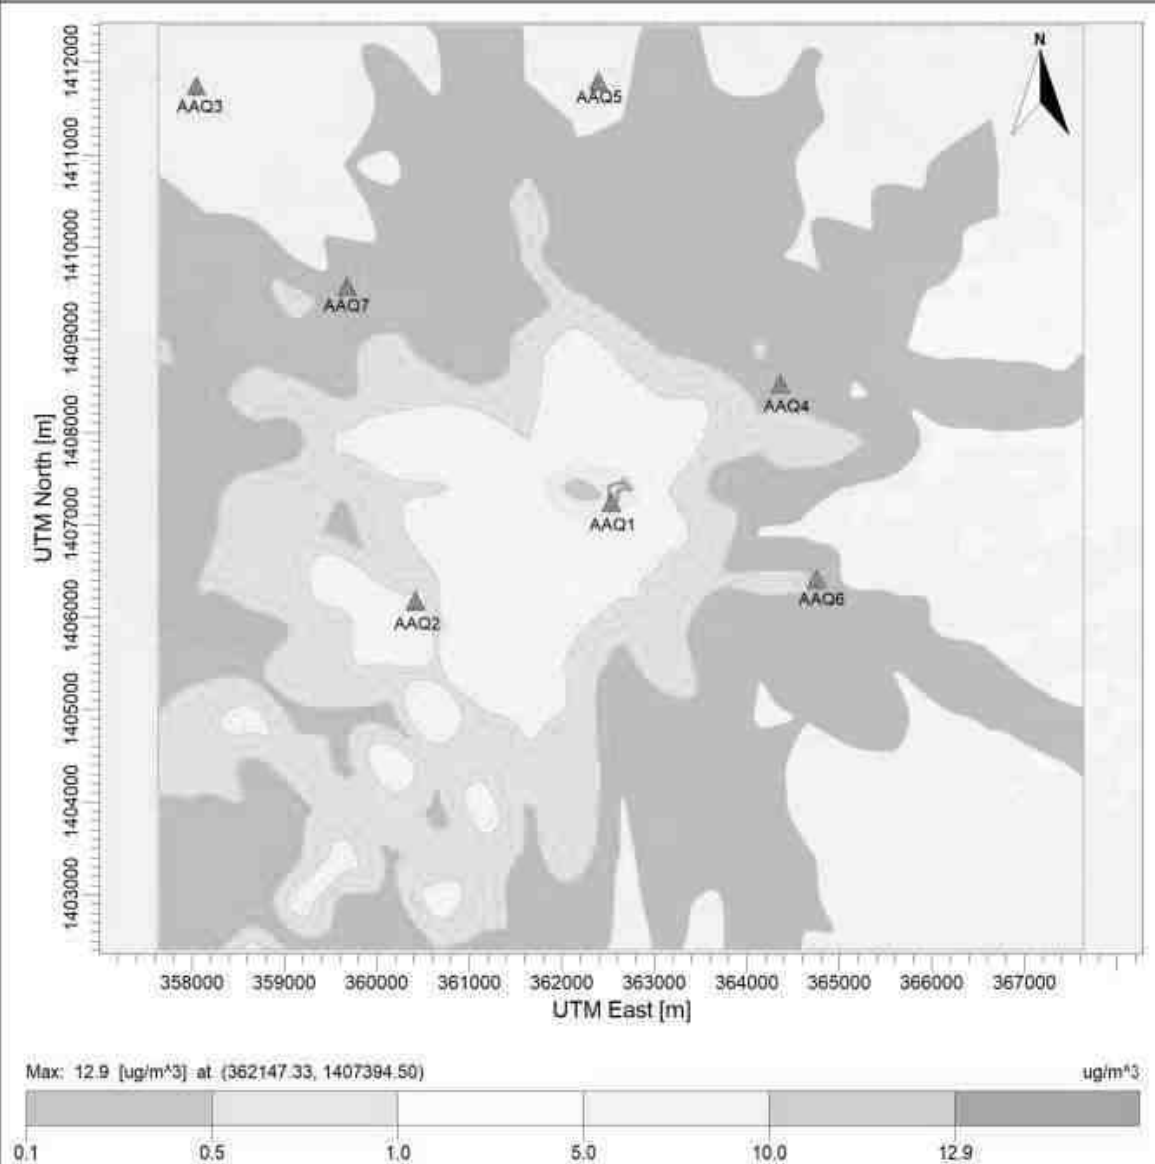 N
AAQ3
AAQ5
AAQ7
AAQ4
AAQ1
AAQ6
AAQ2
UTM North [m]
1412000
1411000
1410000
1409000
1408000
1407000
1406000
1405000
1404000
1403000
358000 359000 360000 361000 362000 363000 364000 365000 366000 367000
UTM East [m]
Max: 12.9 [ug/m^3] at (362147.33, 1407394.50) ug/m^3
0.1 0.5 1.0 5.0 10.0 12.9